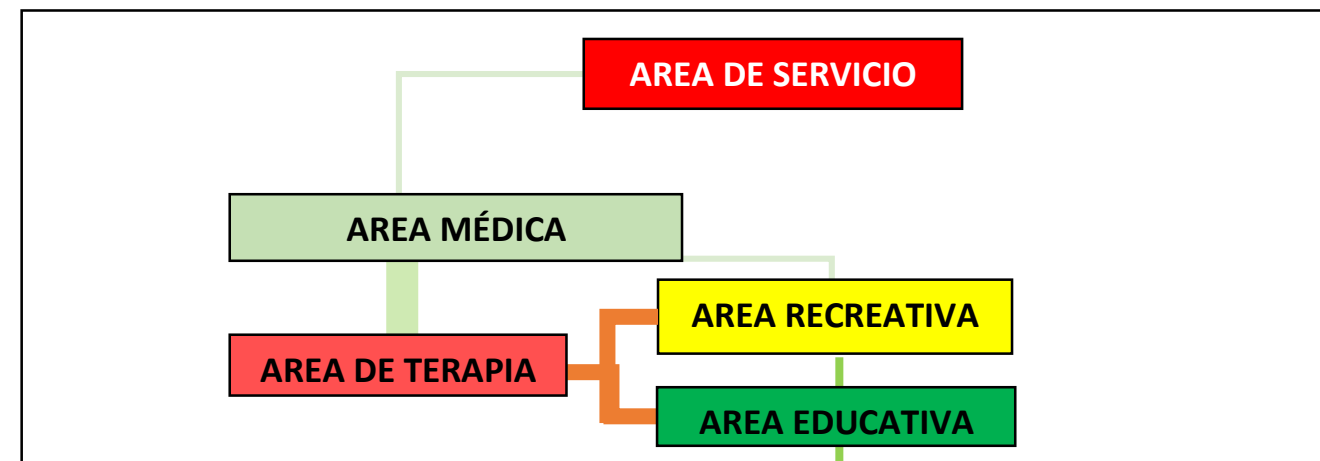 AREA DE SERVICIO
AREA MÉDICA
AREA RECREATIVA
AREA DE TERAPIA
AREA EDUCATIVA